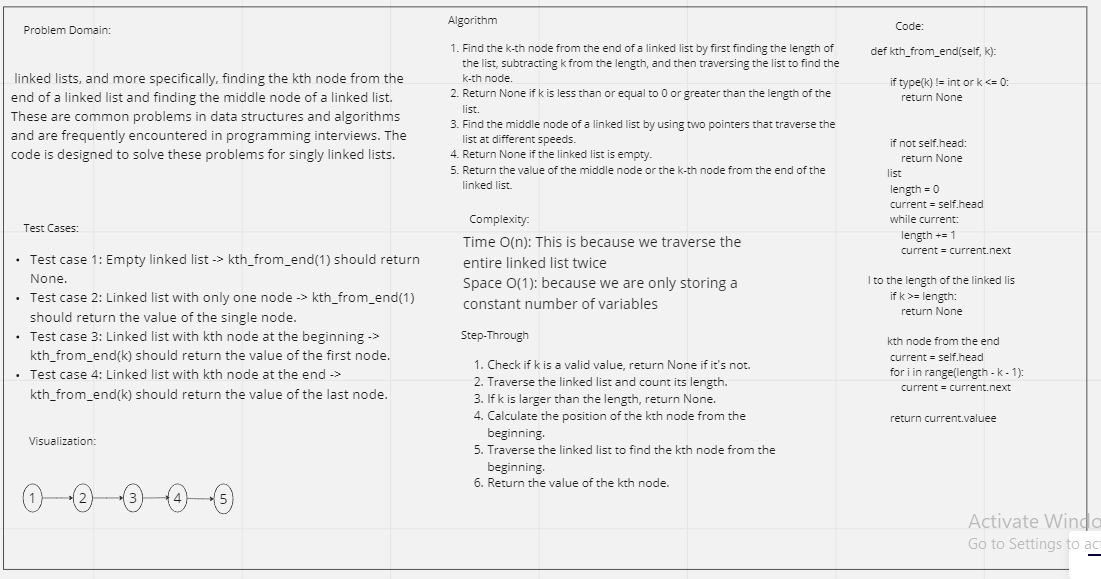 Problem Domain:
linked lists, and more specifically, finding the kth node from the
end of a linked list and finding the middle node of a linked list.
These are common problems in data structures and algorithms
and are frequently encountered in programming interviews. The
code is designed to solve these problems for singly linked lists.
Test Cases:
• Test case 1: Empty linked list -> kth_from_end(1) should return
None.
• Test case 2: Linked list with only one node -> kth_from_end(1)
should return the value of the single node.
• Test case 3: Linked list with kth node at the beginning ->
kth_from_end(k) should return the value of the first node.
• Test case 4: Linked list with kth node at the end ->
kth_from_end(k) should return the value of the last node.
Visualization:
1 2 3 4 5
Algorithm
1. Find the k-th node from the end of a linked list by first finding the length of
the list, subtracting k from the length, and then traversing the list to find the
k-th node.
2. Return None if k is less than or equal to 0 or greater than the length of the
list.
3. Find the middle node of a linked list by using two pointers that traverse the
list at different speeds.
4. Return None if the linked list is empty.
5. Return the value of the middle node or the k-th node from the end of the
linked list.
Complexity:
Time O(n): This is because we traverse the
entire linked list twice
Space O(1): because we are only storing a
constant number of variables
Step-Through
1. Check if k is a valid value, return None if it's not.
2. Traverse the linked list and count its length.
3. If k is larger than the length, return None.
4. Calculate the position of the kth node from the
beginning.
5. Traverse the linked list to find the kth node from the
beginning.
6. Return the value of the kth node.
Code:
def kth_from_end(self, k):
if type(k) != int or k <= 0:
return None
if not self.head:
return None
list
length = 0
current = self.head
while current:
length += 1
current = current.next
l to the length of the linked lis
if k >= length:
return None
kth node from the end
current = self.head
for i in range(length - k - 1):
current = current.next
return current.valuee
Activate Windo
Go to Settings to ac